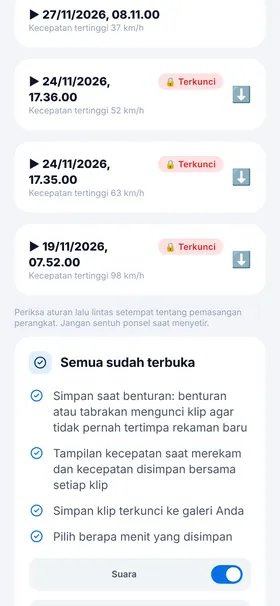 ▶ 27/11/2026, 08.11.00
Kecepatan tertinggi 37 km/h
▶ 24/11/2026,
17.36.00
🔒 Terkunci
Kecepatan tertinggi 52 km/h
▶ 24/11/2026,
17.35.00
🔒 Terkunci
Kecepatan tertinggi 63 km/h
▶ 19/11/2026,
07.52.00
🔒 Terkunci
Kecepatan tertinggi 98 km/h
Periksa aturan lalu lintas setempat tentang pemasangan
perangkat. Jangan sentuh ponsel saat menyetir.
Semua sudah terbuka
Simpan saat benturan: benturan
atau tabrakan mengunci klip agar
tidak pernah tertimpa rekaman baru
Tampilan kecepatan saat merekam
dan kecepatan disimpan bersama
setiap klip
Simpan klip terkunci ke galeri Anda
Pilih berapa menit yang disimpan
Suara